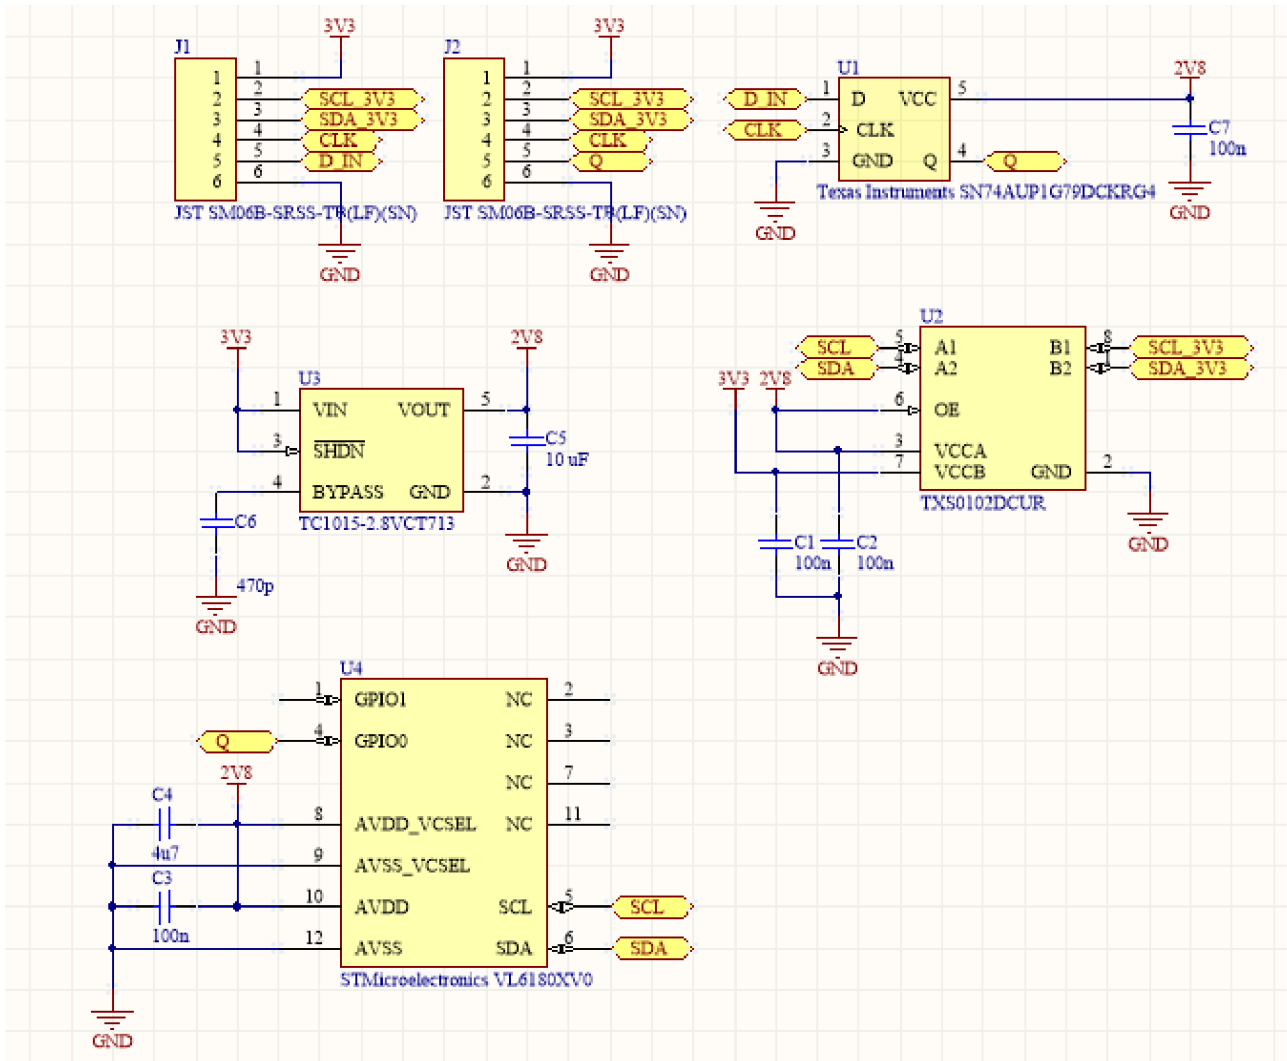 3V3
3V3
J1
J2
1 1
2 2 SCL_3V3
3 3 SDA_3V3
4 4 CLK
5 5 D_IN
6 6
JST SM06B-SRSS-TB(LF)(SN)
GND
1 1
2 2 SCL_3V3
3 3 SDA_3V3
4 4 CLK
5 5 Q
6 6
JST SM06B-SRSS-TB(LF)(SN)
GND
U1
2V8
D_IN 1 D VCC 5
CLK 2 CLK
3 GND Q 4 Q
C7
100n
Texas Instruments SN74AUP1G79DCKRG4
GND
GND
3V3
2V8
U3
1 VIN VOUT 5
3 SHDN
4 BYPASS GND 2
C5
10 uF
C6
470p
TC1015-2.8VCT713
GND
GND
U2
SCL 5 A1 B1 8 SCL_3V3
SDA 4 A2 B2 1 SDA_3V3
3V3 2V8
6 OE
3 VCCA
7 VCCB GND 2
TXS0102DCUR
C1
100n
C2
100n
GND
GND
U4
1 GPIO1 NC 2
Q 4 GPIO0 NC 3
2V8
NC 7
C4
4u7
8 AVDD_VCSEL NC 11
9 AVSS_VCSEL
C3
100n
10 AVDD SCL 5 SCL
12 AVSS SDA 6 SDA
STMicroelectronics VL6180XV0
GND